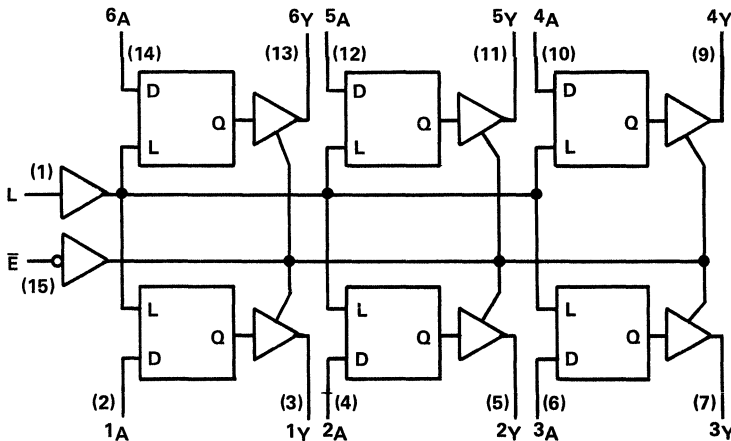 6A 6Y 5A 5Y 4A 4Y
(14) (13) (12) (11) (10) (9)
D D D
Q Q Q
L L L
(1)
L
E̅
(15)
L L L
Q Q Q
D D D
(2) (3) (4) (5) (6) (7)
1A 1Y 2A 2Y 3A 3Y